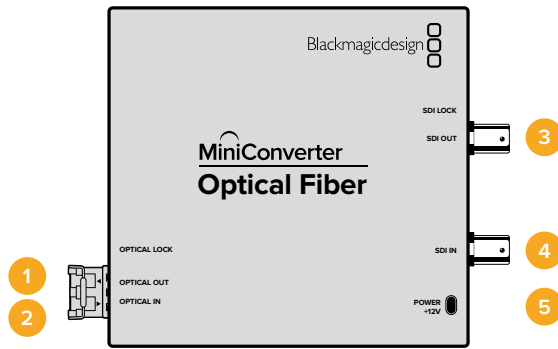 Blackmagicdesign
SDI LOCK
SDI OUT
3
MiniConverter
Optical Fiber
OPTICAL LOCK
SDI IN
4
1
OPTICAL OUT
2
OPTICAL IN
POWER
+12V
5